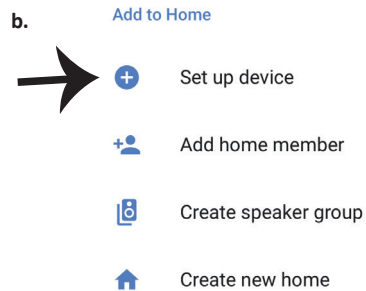 b.
Add to Home
Set up device
Add home member
Create speaker group
Create new home